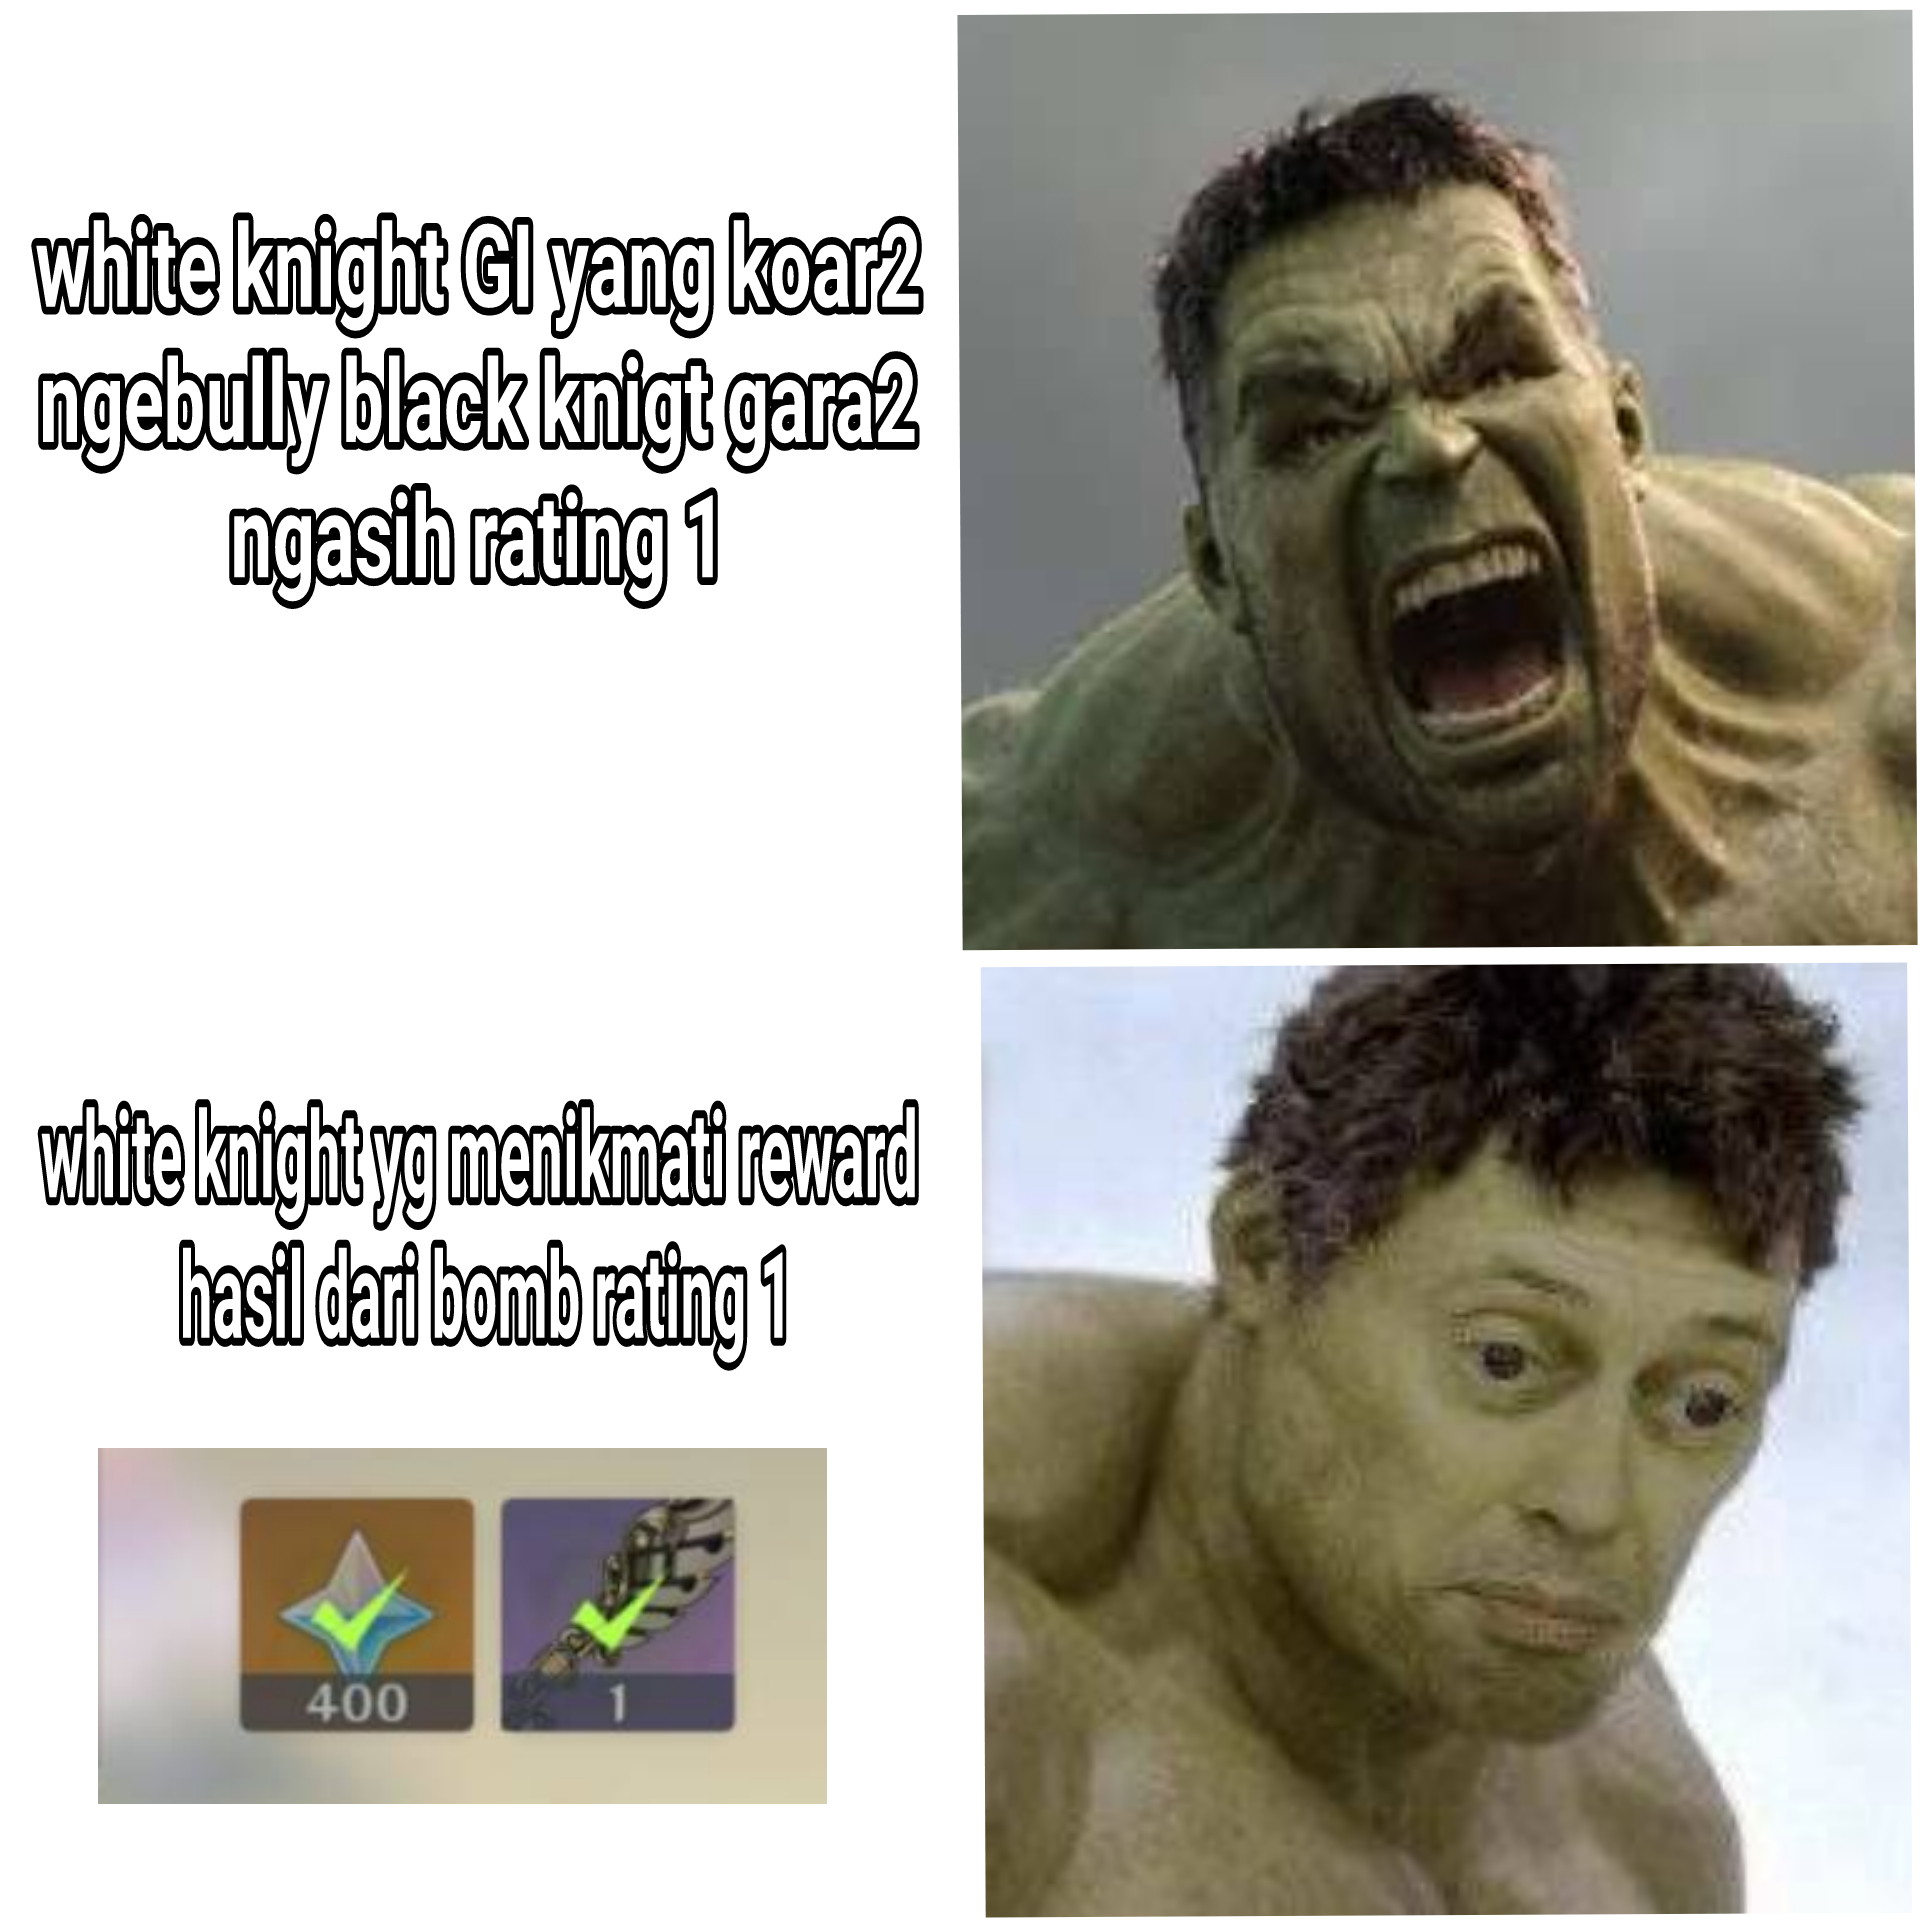 white knight GI yang koar2
ngebully black knigt gara2
ngasih rating 1
white knight yg menikmati reward
hasil dari bomb rating 1
400
1